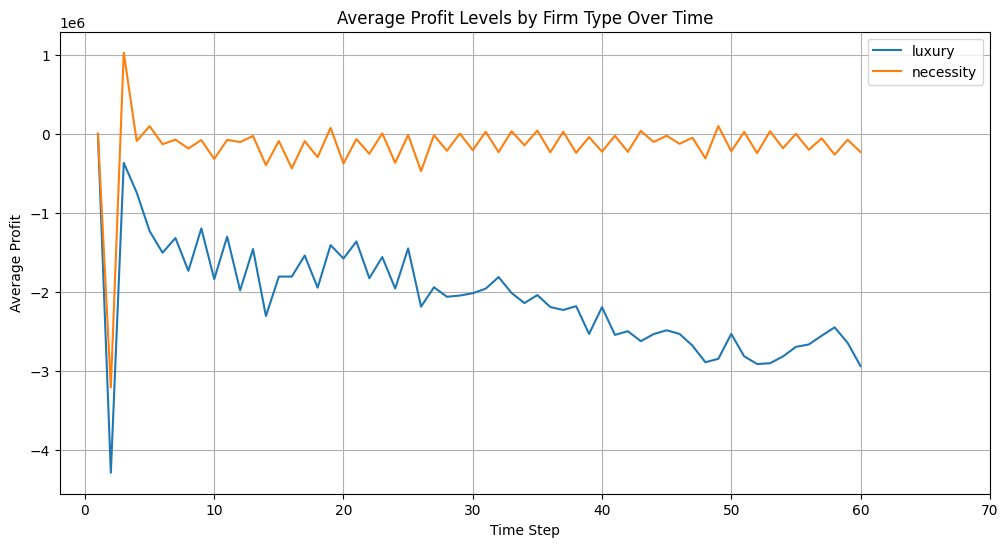 Average Profit Levels by Firm Type Over Time
1e6
luxury
necessity
1
0
−1
−2
−3
−4
Average Profit
0 10 20 30 40 50 60 70
Time Step